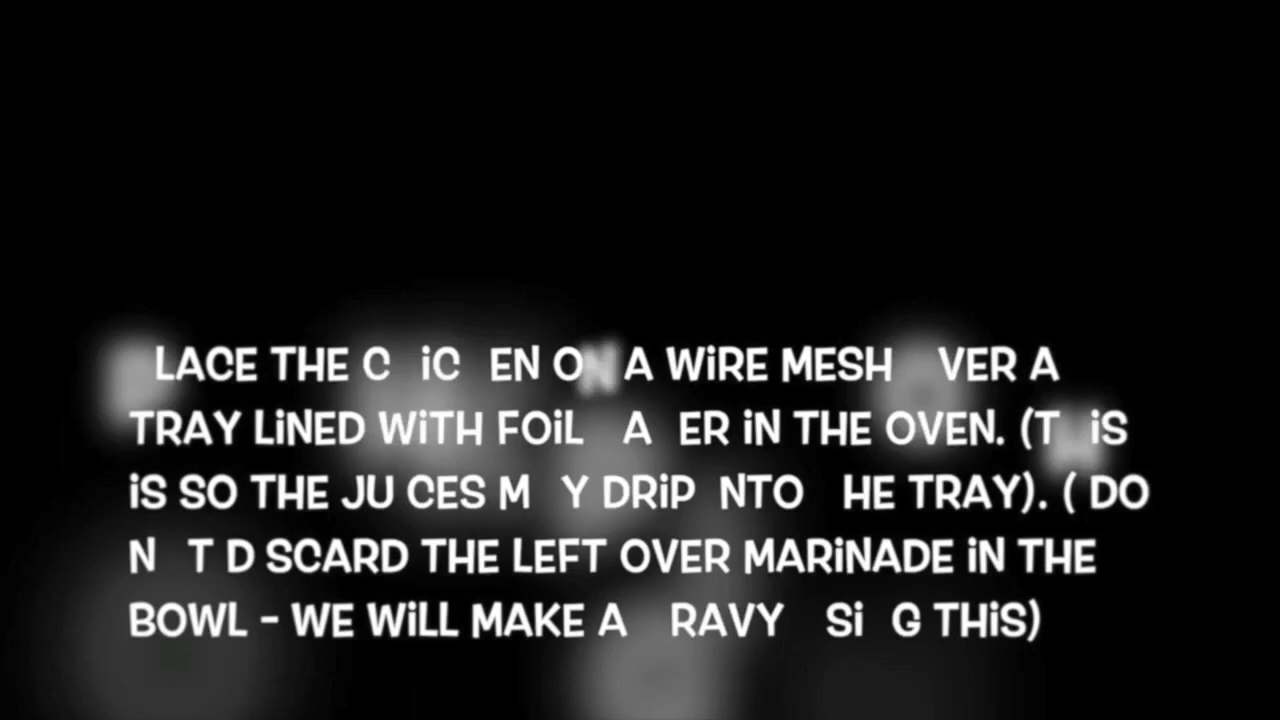 LACE THE C iC EN ON A WiRE MESH VER A
TRAY LiNED WiTH FOiL A ER iN THE OVEN. (T iS
iS SO THE JU CES M Y DRiP NTO HE TRAY). ( DO
N T D SCARD THE LEFT OVER MARiNADE iN THE
BOWL - WE WiLL MAKE A RAVY Si G THiS)